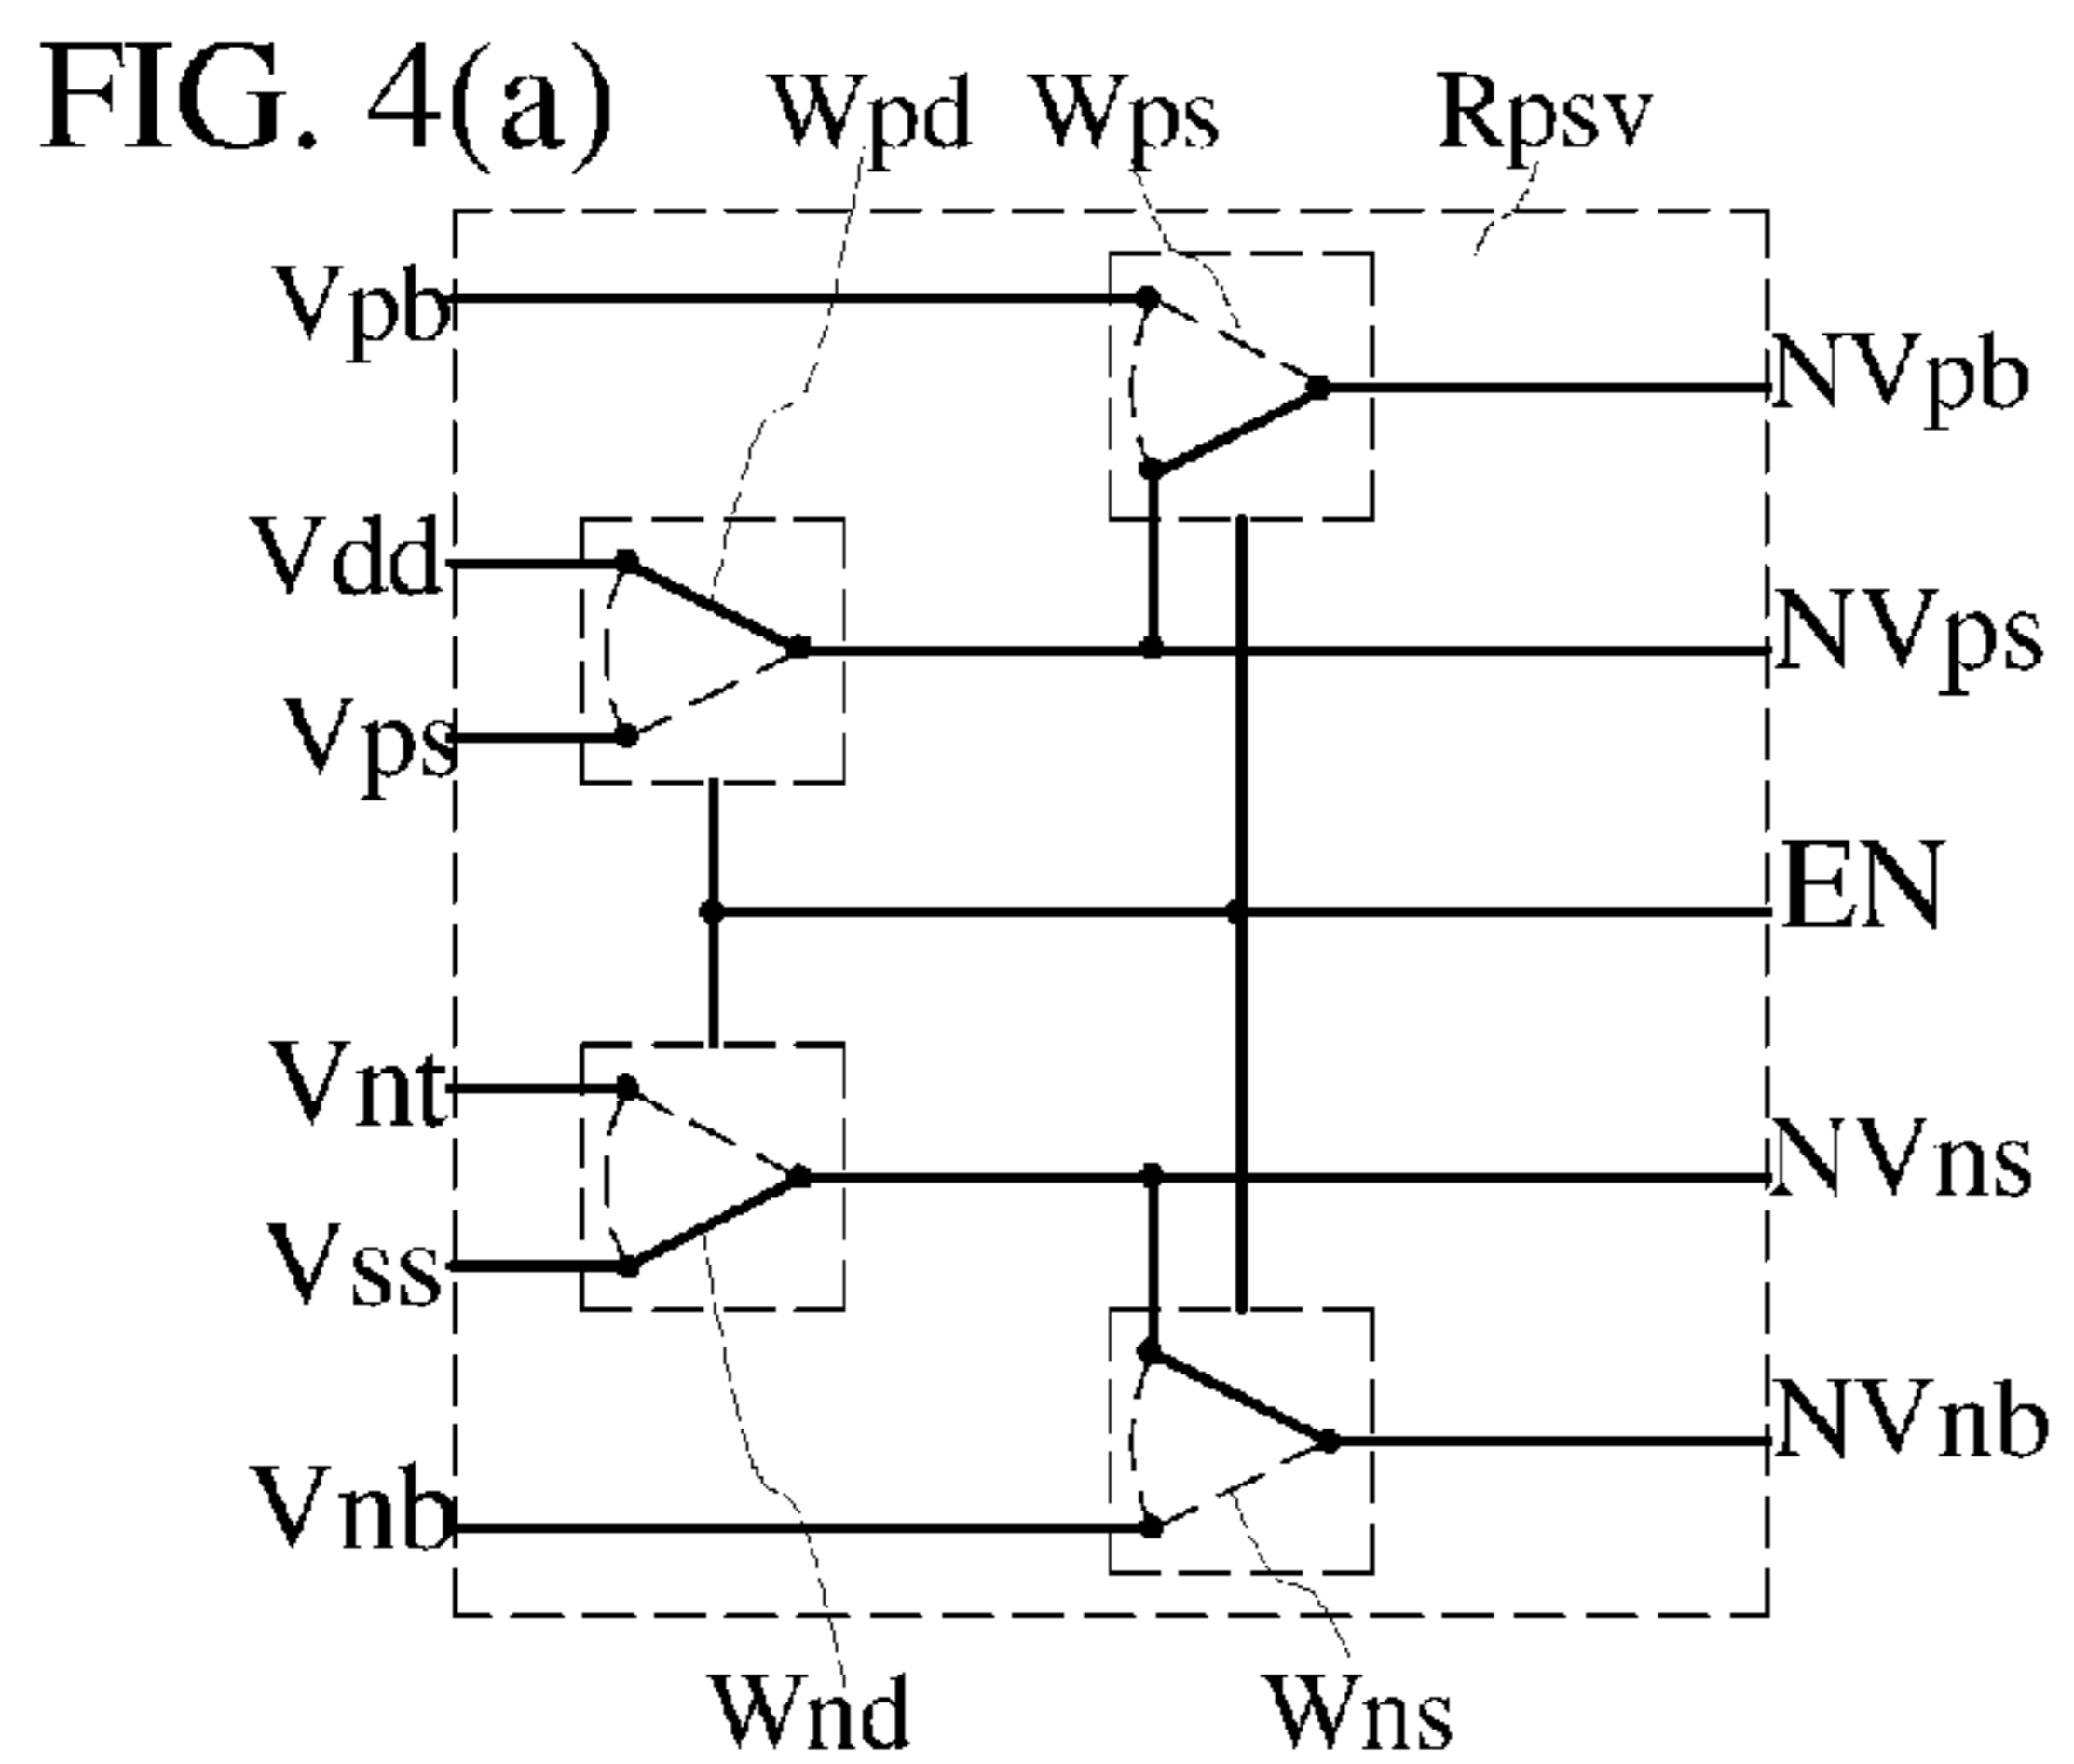 FIG. 4(a)
Wpd Wps Rpsv
Vpb
NVpb
Vdd
NVps
Vps
EN
Vnt
NVns
Vss
NVnb
Vnb
Wnd Wns